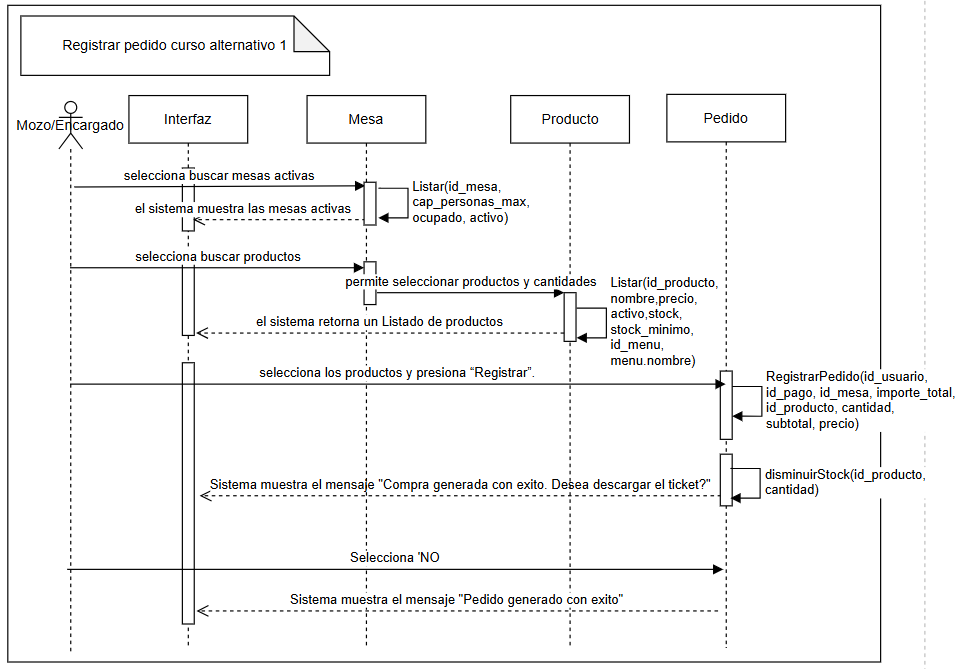 Registrar pedido curso alternativo 1
Mozo/Encargado
Interfaz
Mesa
Producto
Pedido
selecciona buscar mesas activas
Listar(id_mesa,
cap_personas_max,
ocupado, activo)
el sistema muestra las mesas activas
selecciona buscar productos
permite seleccionar productos y cantidades
Listar(id_producto,
nombre,precio,
activo,stock,
stock_minimo,
id_menu,
menu.nombre)
el sistema retorna un Listado de productos
selecciona los productos y presiona “Registrar”.
RegistrarPedido(id_usuario,
id_pago, id_mesa, importe_total,
id_producto, cantidad,
subtotal, precio)
Sistema muestra el mensaje "Compra generada con exito. Desea descargar el ticket?"
disminuirStock(id_producto,
cantidad)
Selecciona 'NO
Sistema muestra el mensaje "Pedido generado con exito"